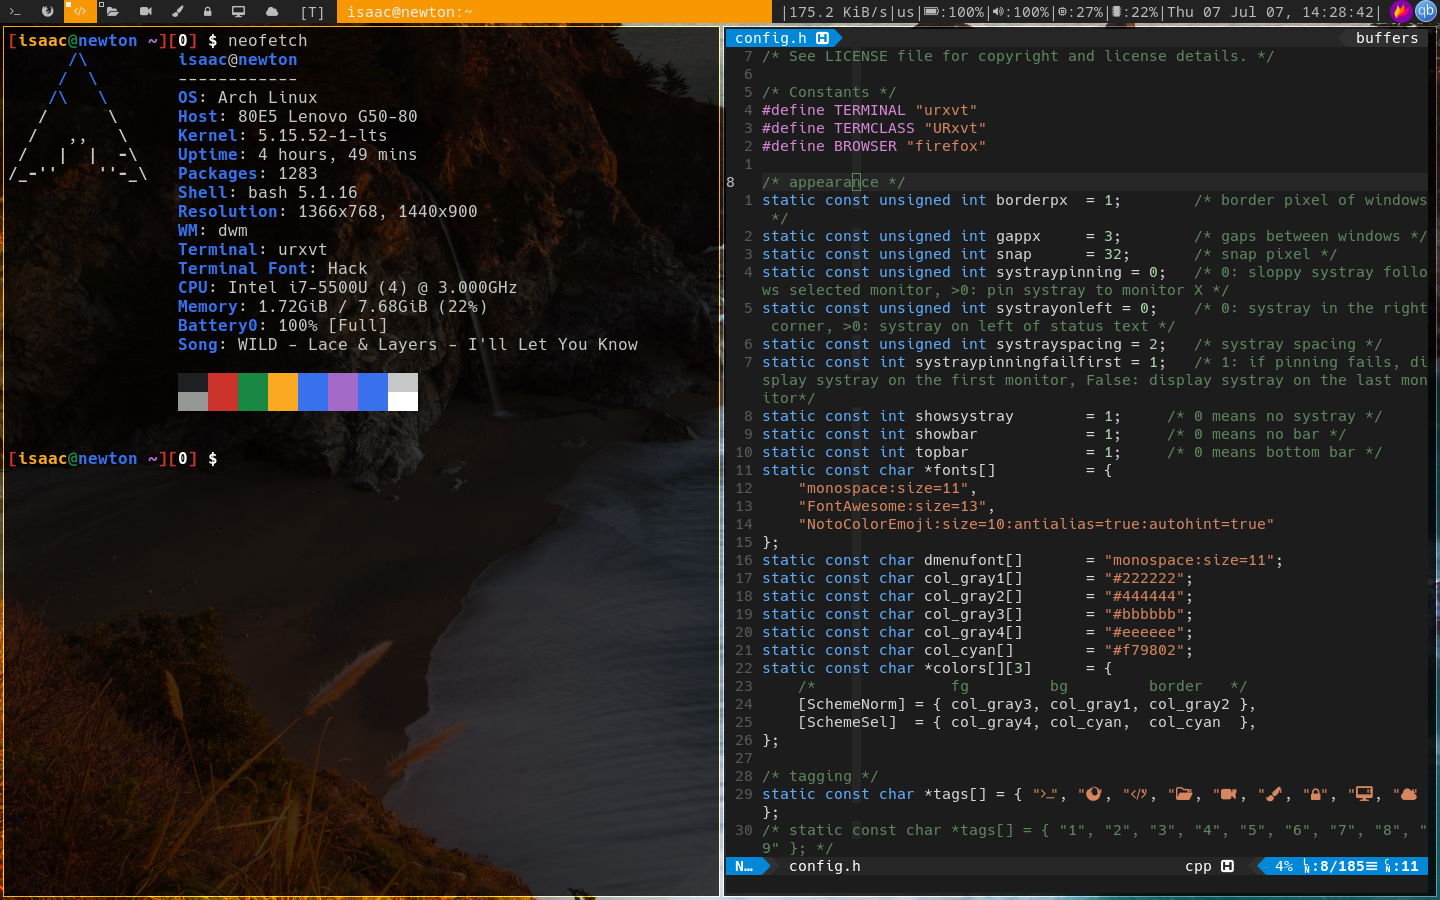 [T] isaac@newton:~ |175.2 KiB/s|us|:100%|:100%|:27%|:22%|Thu 07 Jul 07, 14:28:42| qb
[isaac@newton ~][0] $ neofetch
isaac@newton
------------
OS: Arch Linux
Host: 80E5 Lenovo G50-80
Kernel: 5.15.52-1-lts
Uptime: 4 hours, 49 mins
Packages: 1283
Shell: bash 5.1.16
Resolution: 1366x768, 1440x900
WM: dwm
Terminal: urxvt
Terminal Font: Hack
CPU: Intel i7-5500U (4) @ 3.000GHz
Memory: 1.72GiB / 7.68GiB (22%)
Battery0: 100% [Full]
Song: WILD - Lace & Layers - I'll Let You Know
[isaac@newton ~][0] $
config.h buffers
7 /* See LICENSE file for copyright and license details. */
6
5 /* Constants */
4 #define TERMINAL "urxvt"
3 #define TERMCLASS "URxvt"
2 #define BROWSER "firefox"
1
8 /* appearance */
1 static const unsigned int borderpx  = 1;        /* border pixel of windows
 */
2 static const unsigned int gappx     = 3;        /* gaps between windows */
3 static const unsigned int snap      = 32;       /* snap pixel */
4 static const unsigned int systraypinning = 0;   /* 0: sloppy systray follo
ws selected monitor, >0: pin systray to monitor X */
5 static const unsigned int systrayonleft = 0;    /* 0: systray in the right
 corner, >0: systray on left of status text */
6 static const unsigned int systrayspacing = 2;   /* systray spacing */
7 static const int systraypinningfailfirst = 1;   /* 1: if pinning fails, di
splay systray on the first monitor, False: display systray on the last mon
itor*/
8 static const int showsystray        = 1;     /* 0 means no systray */
9 static const int showbar            = 1;     /* 0 means no bar */
10 static const int topbar             = 1;     /* 0 means bottom bar */
11 static const char *fonts[]          = {
12     "monospace:size=11",
13     "FontAwesome:size=13",
14     "NotoColorEmoji:size=10:antialias=true:autohint=true"
15 };
16 static const char dmenufont[]       = "monospace:size=11";
17 static const char col_gray1[]       = "#222222";
18 static const char col_gray2[]       = "#444444";
19 static const char col_gray3[]       = "#bbbbbb";
20 static const char col_gray4[]       = "#eeeeee";
21 static const char col_cyan[]        = "#f79802";
22 static const char *colors[][3]      = {
23     /*               fg         bg         border   */
24     [SchemeNorm] = { col_gray3, col_gray1, col_gray2 },
25     [SchemeSel]  = { col_gray4, col_cyan,  col_cyan  },
26 };
27
28 /* tagging */
29 static const char *tags[] = { "", "", "", "", "", "", "", "", ""
};
30 /* static const char *tags[] = { "1", "2", "3", "4", "5", "6", "7", "8", "
9" }; */
N… config.h cpp 4% LN:8/185≡ CN:11